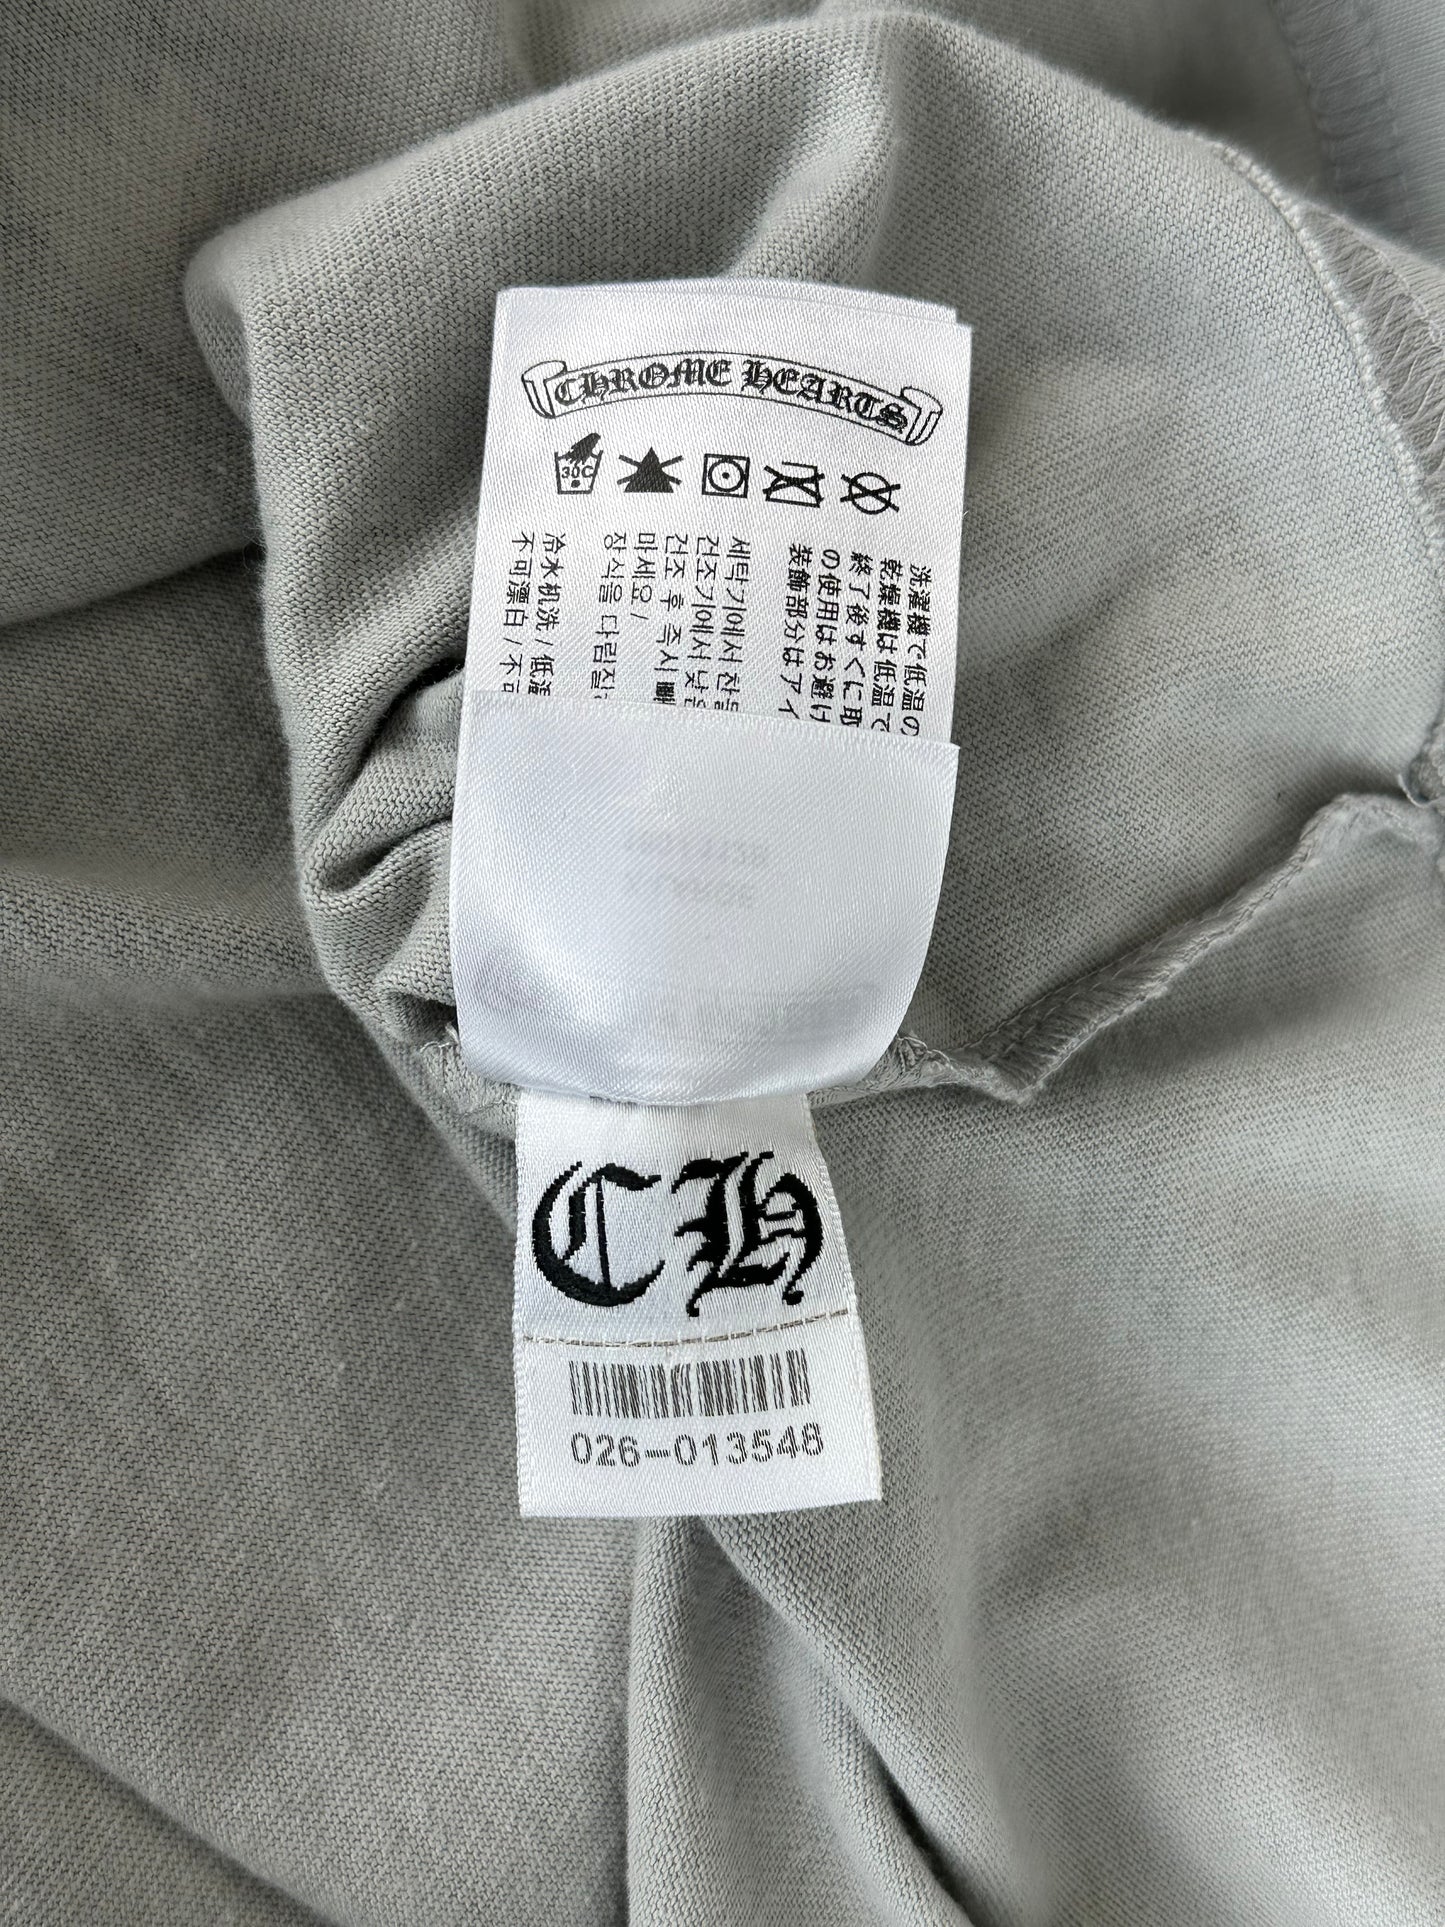 CHROME HEARTS
30C
洗濯機で低温の
乾燥機は低温で
終了後すぐに取
の使用はお避け
装飾部分はアイ
세탁기에서 찬물
건조기에서 낮은
건조 후 즉시 빼
마세요 /
장식을 다림질
冷水机洗 / 低温
不可漂白 / 不可
CH
026-013546